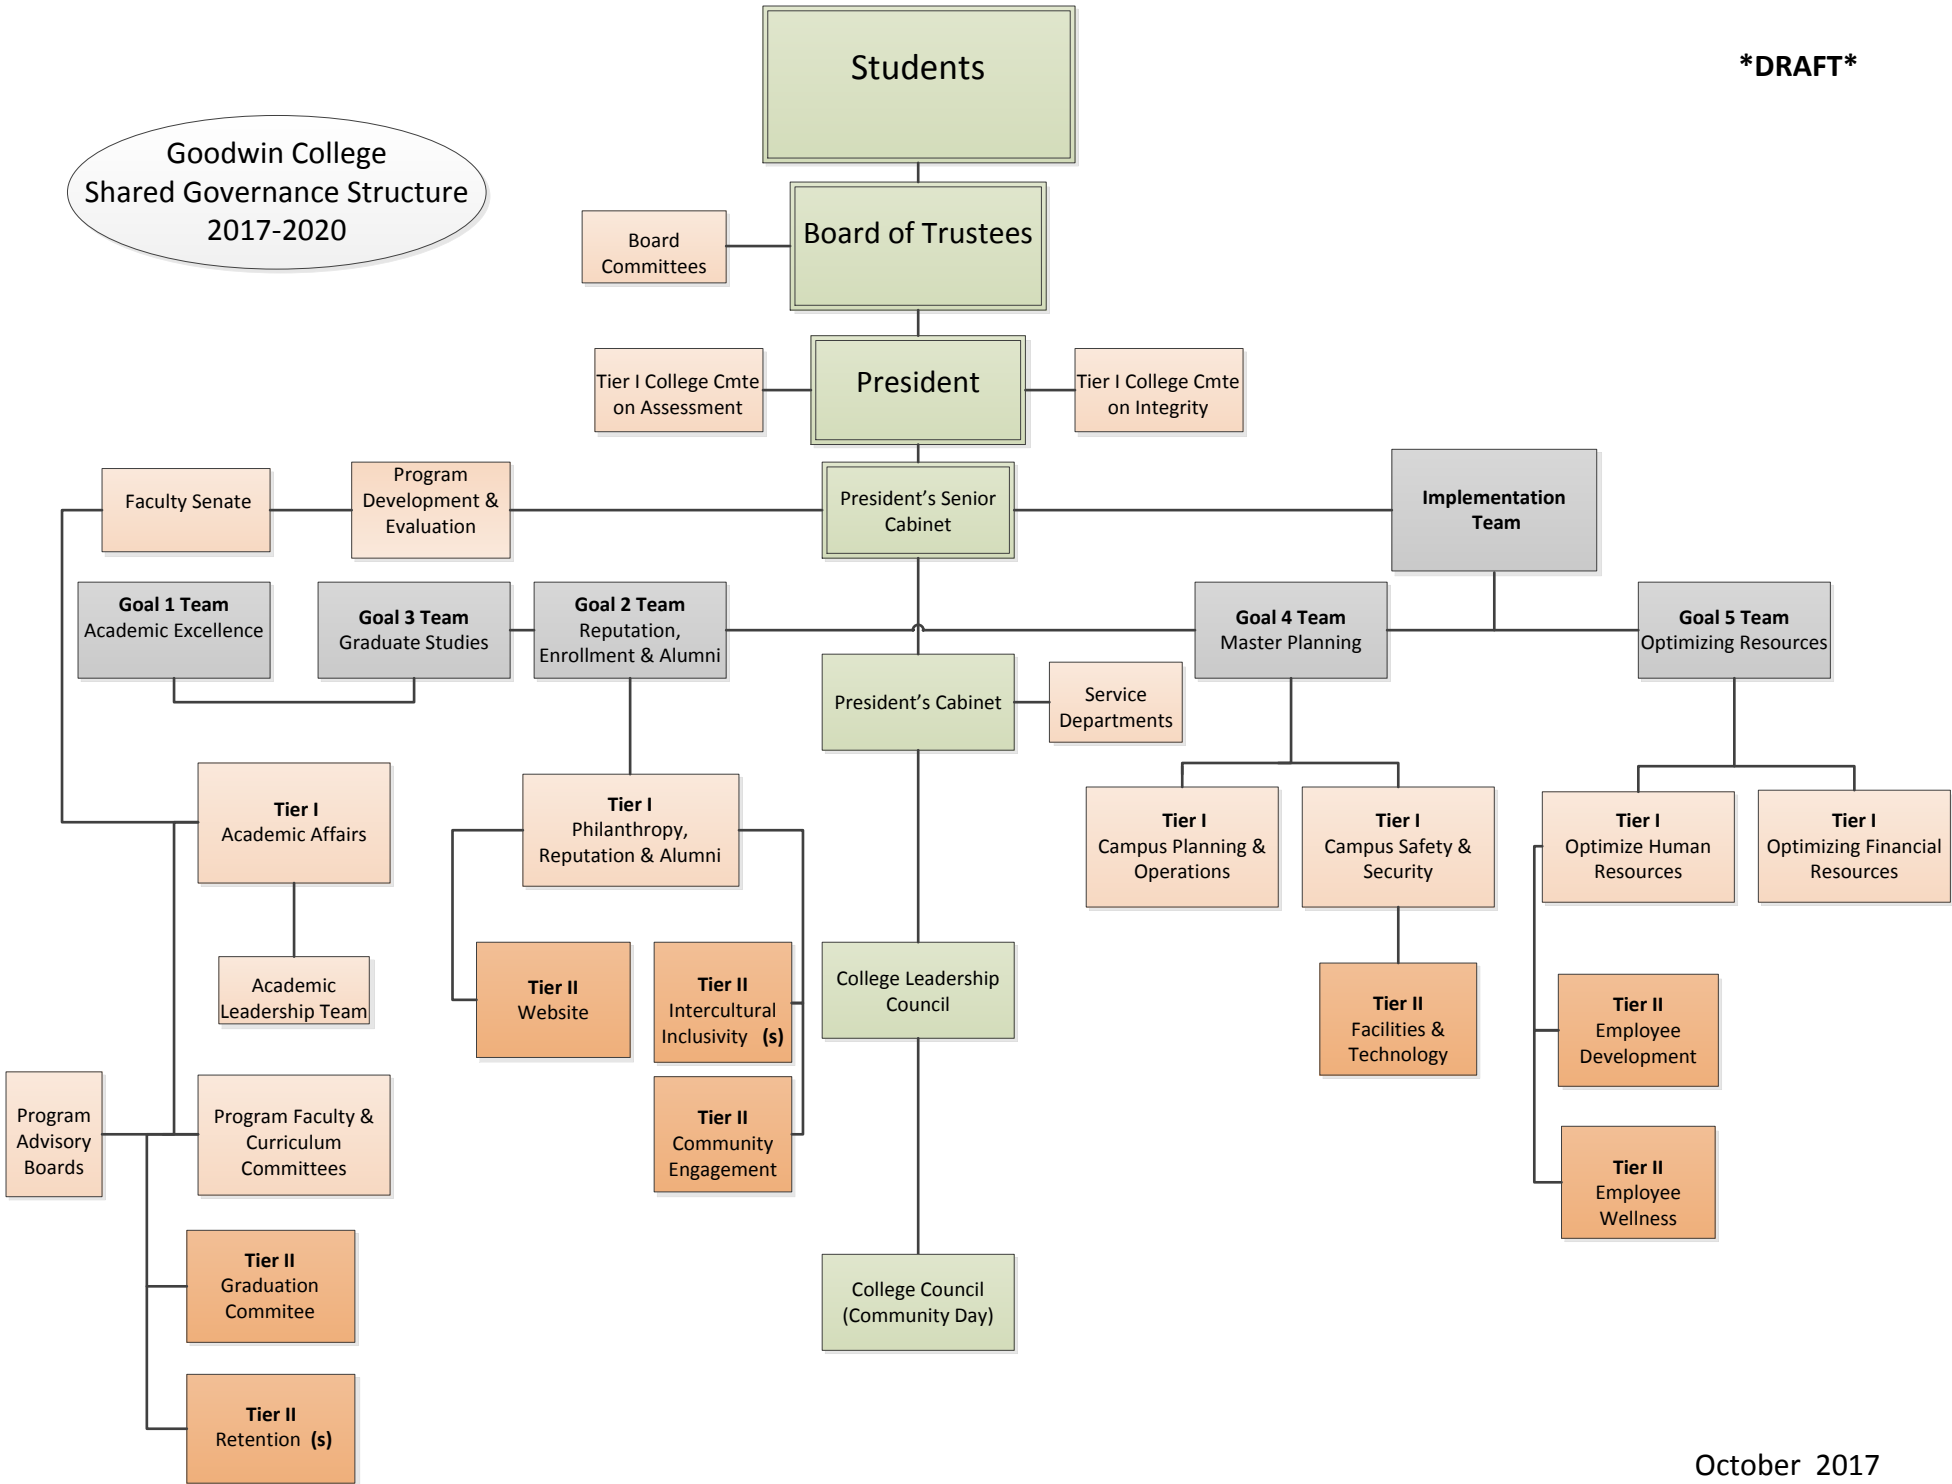 Students
*DRAFT*
Goodwin College
Shared Governance Structure
2017-2020
Board of Trustees
Board
Committees
President
Tier I College Cmte
on Assessment
Tier I College Cmte
on Integrity
Faculty Senate
Program
Development &
Evaluation
President's Senior
Cabinet
Implementation
Team
Goal 1 Team
Academic Excellence
Goal 3 Team
Graduate Studies
Goal 2 Team
Reputation,
Enrollment & Alumni
Goal 4 Team
Master Planning
Goal 5 Team
Optimizing Resources
President's Cabinet
Service
Departments
Tier I
Academic Affairs
Tier I
Philanthropy,
Reputation & Alumni
Tier I
Campus Planning &
Operations
Tier I
Campus Safety &
Security
Tier I
Optimize Human
Resources
Tier I
Optimizing Financial
Resources
Academic
Leadership Team
Tier II
Website
Tier II
Intercultural
Inclusivity (s)
College Leadership
Council
Tier II
Facilities &
Technology
Tier II
Employee
Development
Program
Advisory
Boards
Program Faculty &
Curriculum
Committees
Tier II
Community
Engagement
Tier II
Employee
Wellness
Tier II
Graduation
Commitee
College Council
(Community Day)
Tier II
Retention (s)
October 2017